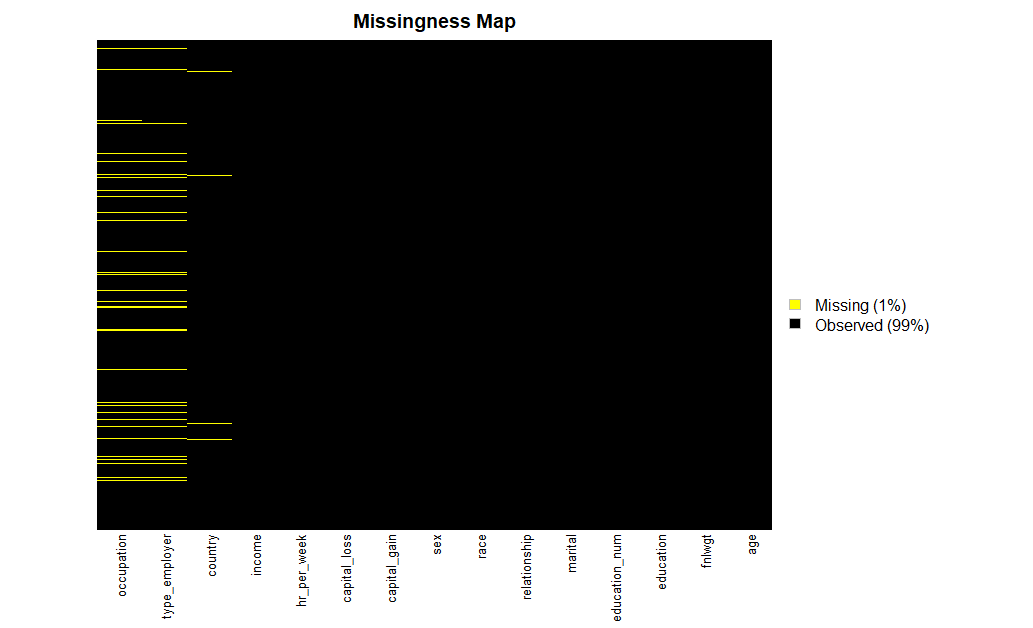 Missingness Map
Missing (1%)
Observed (99%)
occupation
type_employer
country
income
hr_per_week
capital_loss
capital_gain
sex
race
relationship
marital
education_num
education
fnlwgt
age